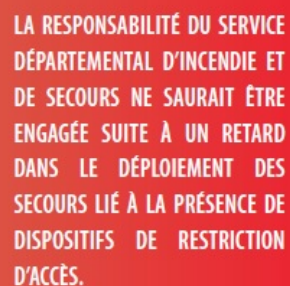 LA RESPONSABILITÉ DU SERVICE
DÉPARTEMENTAL D'INCENDIE ET
DE SECOURS NE SAURAIT ÊTRE
ENGAGÉE SUITE À UN RETARD
DANS LE DÉPLOIEMENT DES
SECOURS LIÉ À LA PRÉSENCE DE
DISPOSITIFS DE RESTRICTION
D'ACCÈS.